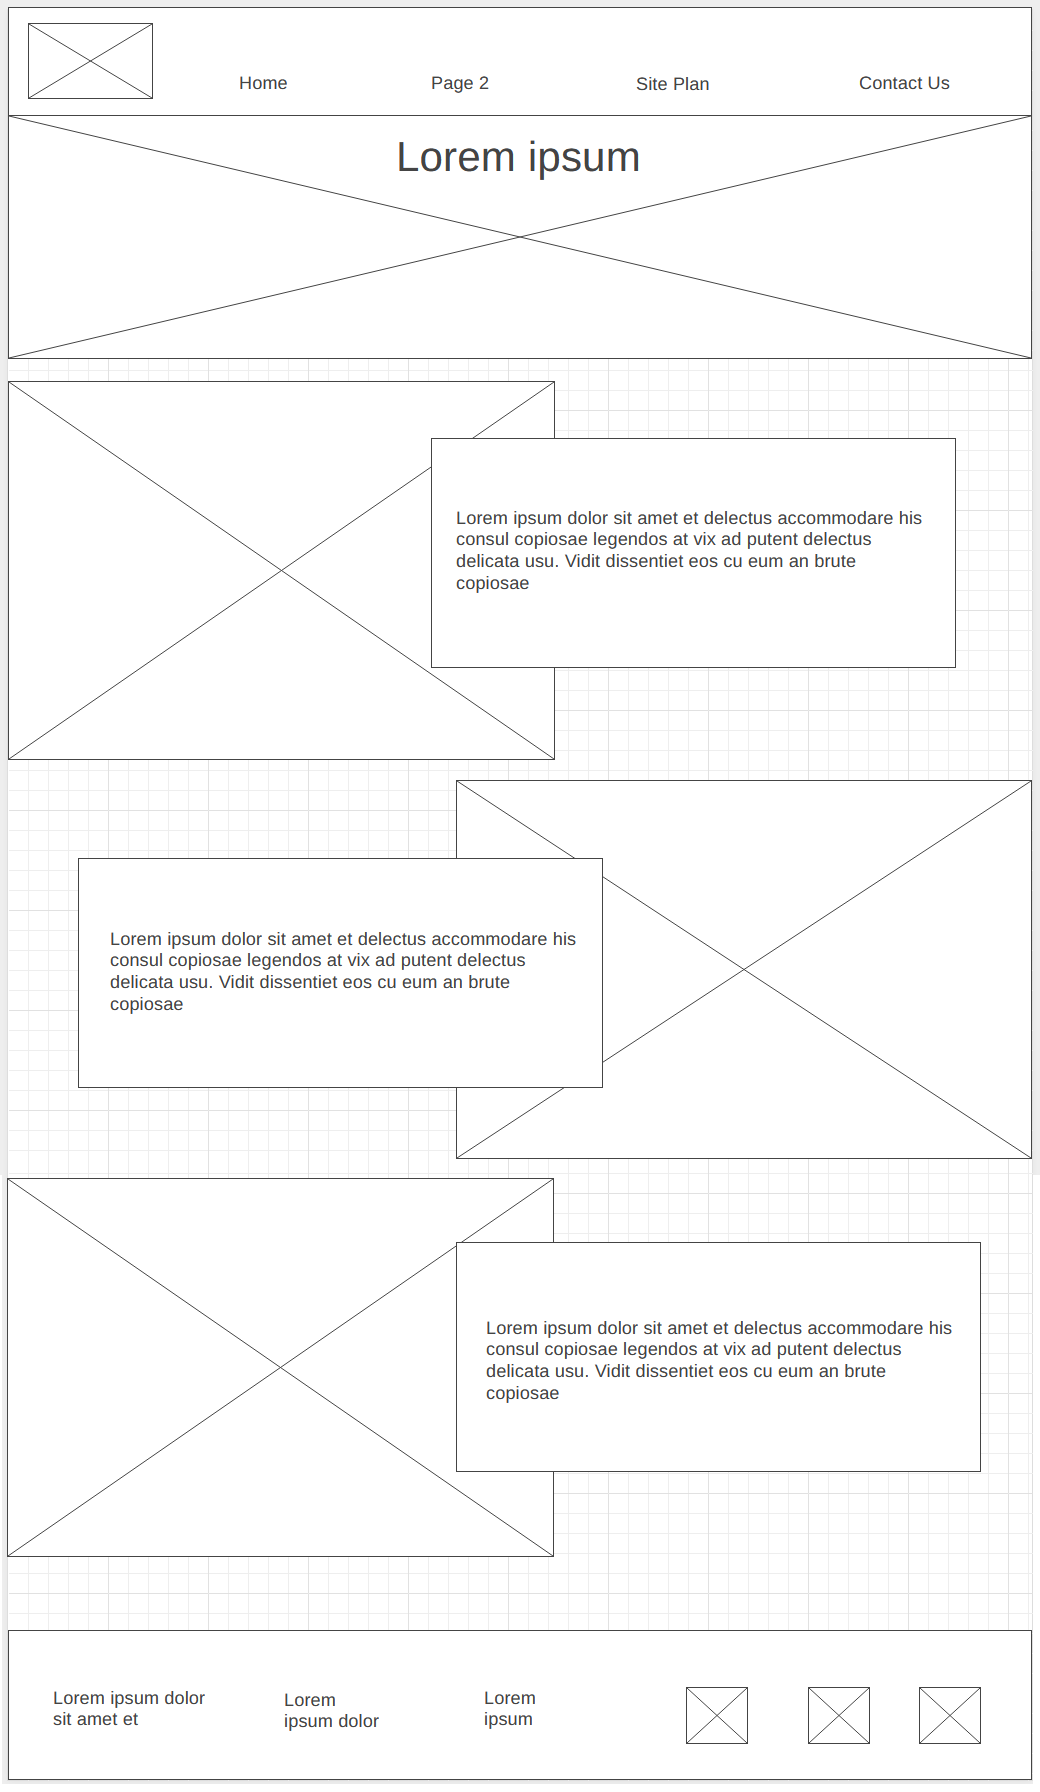 Home
Page 2
Site Plan
Contact Us
Lorem ipsum
Lorem ipsum dolor sit amet et delectus accommodare his
consul copiosae legendos at vix ad putent delectus
delicata usu. Vidit dissentiet eos cu eum an brute
copiosae
Lorem ipsum dolor sit amet et delectus accommodare his
consul copiosae legendos at vix ad putent delectus
delicata usu. Vidit dissentiet eos cu eum an brute
copiosae
Lorem ipsum dolor sit amet et delectus accommodare his
consul copiosae legendos at vix ad putent delectus
delicata usu. Vidit dissentiet eos cu eum an brute
copiosae
Lorem ipsum dolor
sit amet et
Lorem
ipsum dolor
Lorem
ipsum